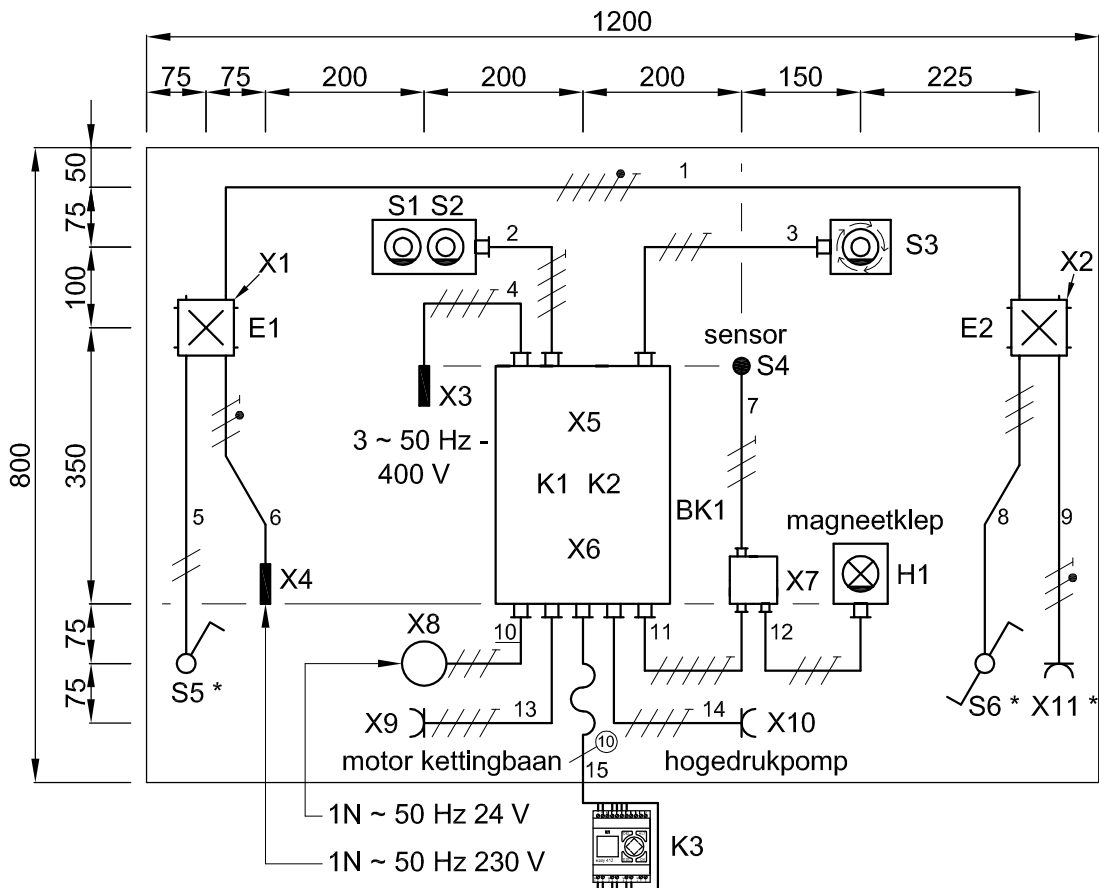 1200
75 75 200 200 200 150 225
50
75
100
350
75
75
800
1
S1 S2
2
3
S3
X1
X2
4
E1
E2
sensor
S4
X3
3 ~ 50 Hz -
400 V
X5
7
K1 K2
BK1
5
6
8
9
magneetklep
X6
X4
X7
H1
X8
10
11
12
S5 *
S6 * X11 *
X9
13
14
X10
motor kettingbaan
10
hogedrukpomp
15
1N ~ 50 Hz 24 V
K3
1N ~ 50 Hz 230 V